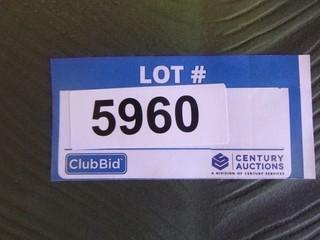 LOT #
5960
ClubBid
CENTURY
AUCTIONS
A DIVISION OF CENTURY SERVICES